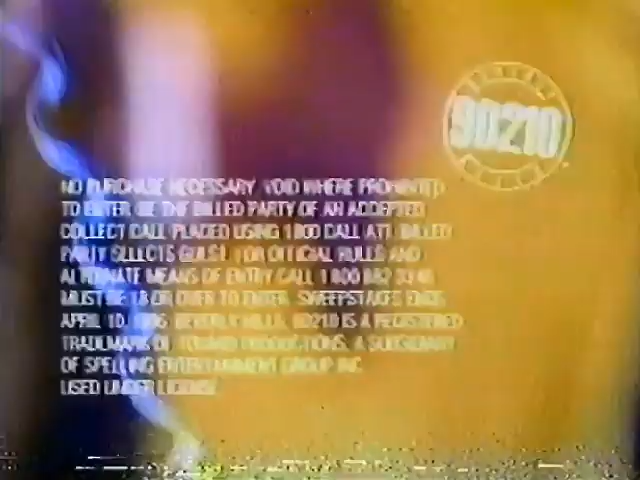 BEVERLY
90210
HILLS
NO PURCHASE NECESSARY. VOID WHERE PROHIBITED.
TO ENTER, BE THE BILLED PARTY OF AN ACCEPTED
COLLECT CALL PLACED USING 1 800 CALL ATT. BILLED
PARTY SELECTS GUEST. FOR OFFICIAL RULES AND
ALTERNATE MEANS OF ENTRY CALL 1 800
MUST BE 18 OR OVER TO ENTER. SWEEPSTAKES ENDS
APRIL 10, 1996. BEVERLY HILLS, 90210 IS A REGISTERED
TRADEMARK OF TORAND PRODUCTIONS, A SUBSIDIARY
OF SPELLING ENTERTAINMENT GROUP INC.
USED UNDER LICENSE.